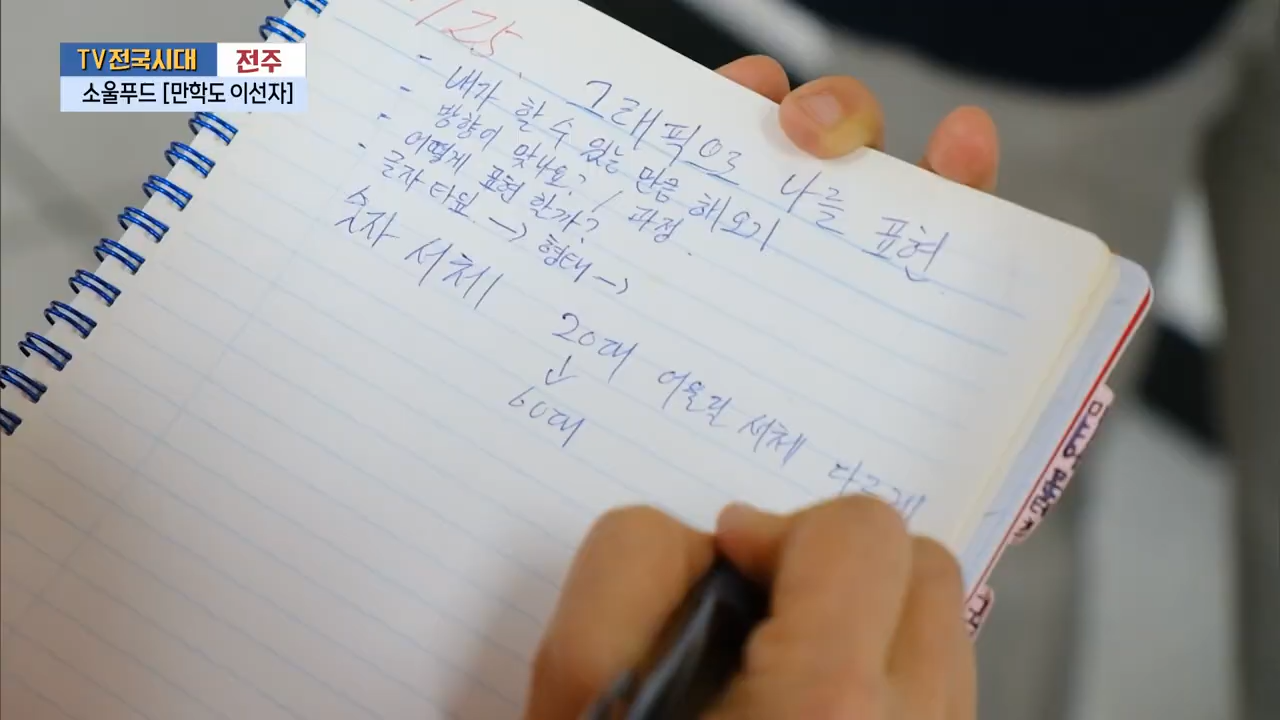 TV전국시대 전주
소울푸드 [만학도 이선자]
/25.
그래픽으로 나를 표현
- 내가 할 수 있는 만큼 해오기
- 방향이 맞나요? / 과정.
- 어떻게 표현 할까?
- 글자 타요 → 형태 →
숫자 서체
20대 어울릴 서체 다르게
↓
60대